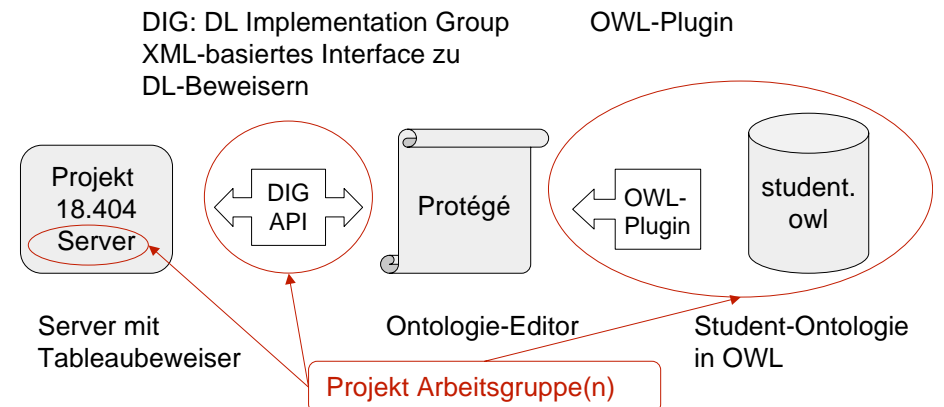 DIG: DL Implementation Group
XML-basiertes Interface zu
DL-Beweisern
OWL-Plugin
Projekt
18.404
Server
DIG
API
Protégé
OWL-
Plugin
student.
owl
Server mit
Tableaubeweiser
Ontologie-Editor
Student-Ontologie
in OWL
Projekt Arbeitsgruppe(n)